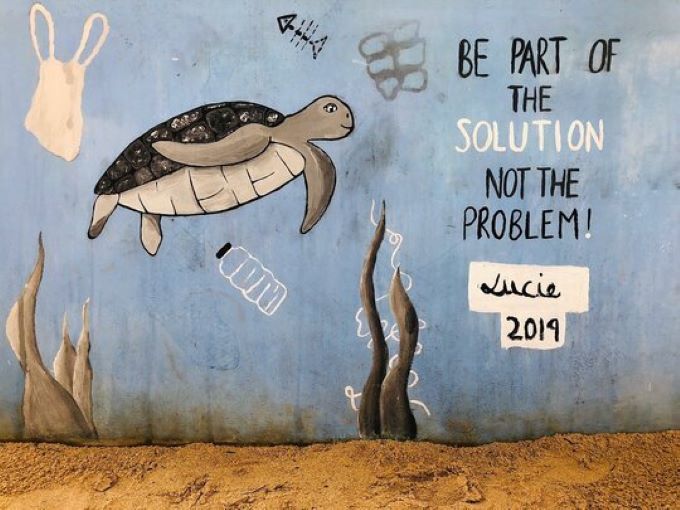 BE PART OF
THE
SOLUTION
NOT THE
PROBLEM!
Lucie
2019